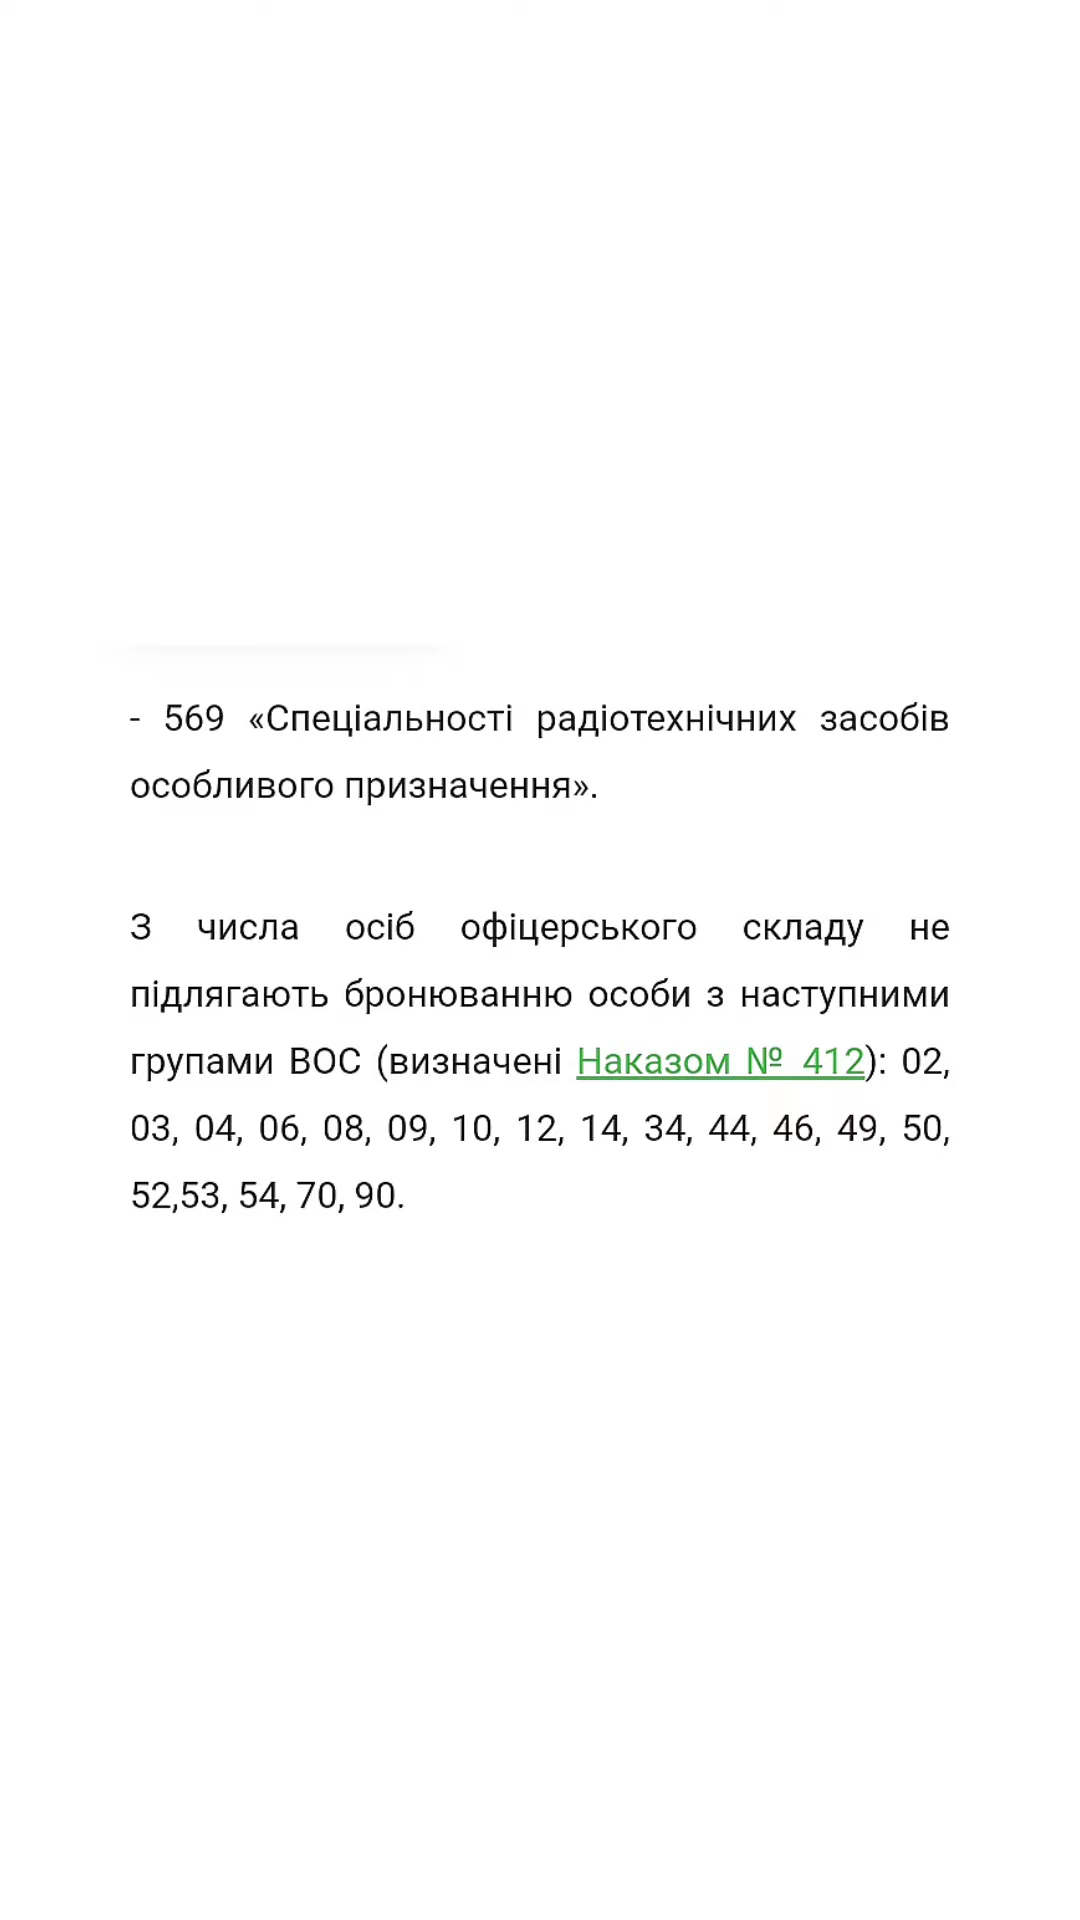 - 569 «Спеціальності радіотехнічних засобів
особливого призначення».
З числа осіб офіцерського складу не
підлягають бронюванню особи з наступними
групами ВОС (визначені Наказом № 412): 02,
03, 04, 06, 08, 09, 10, 12, 14, 34, 44, 46, 49, 50,
52,53, 54, 70, 90.